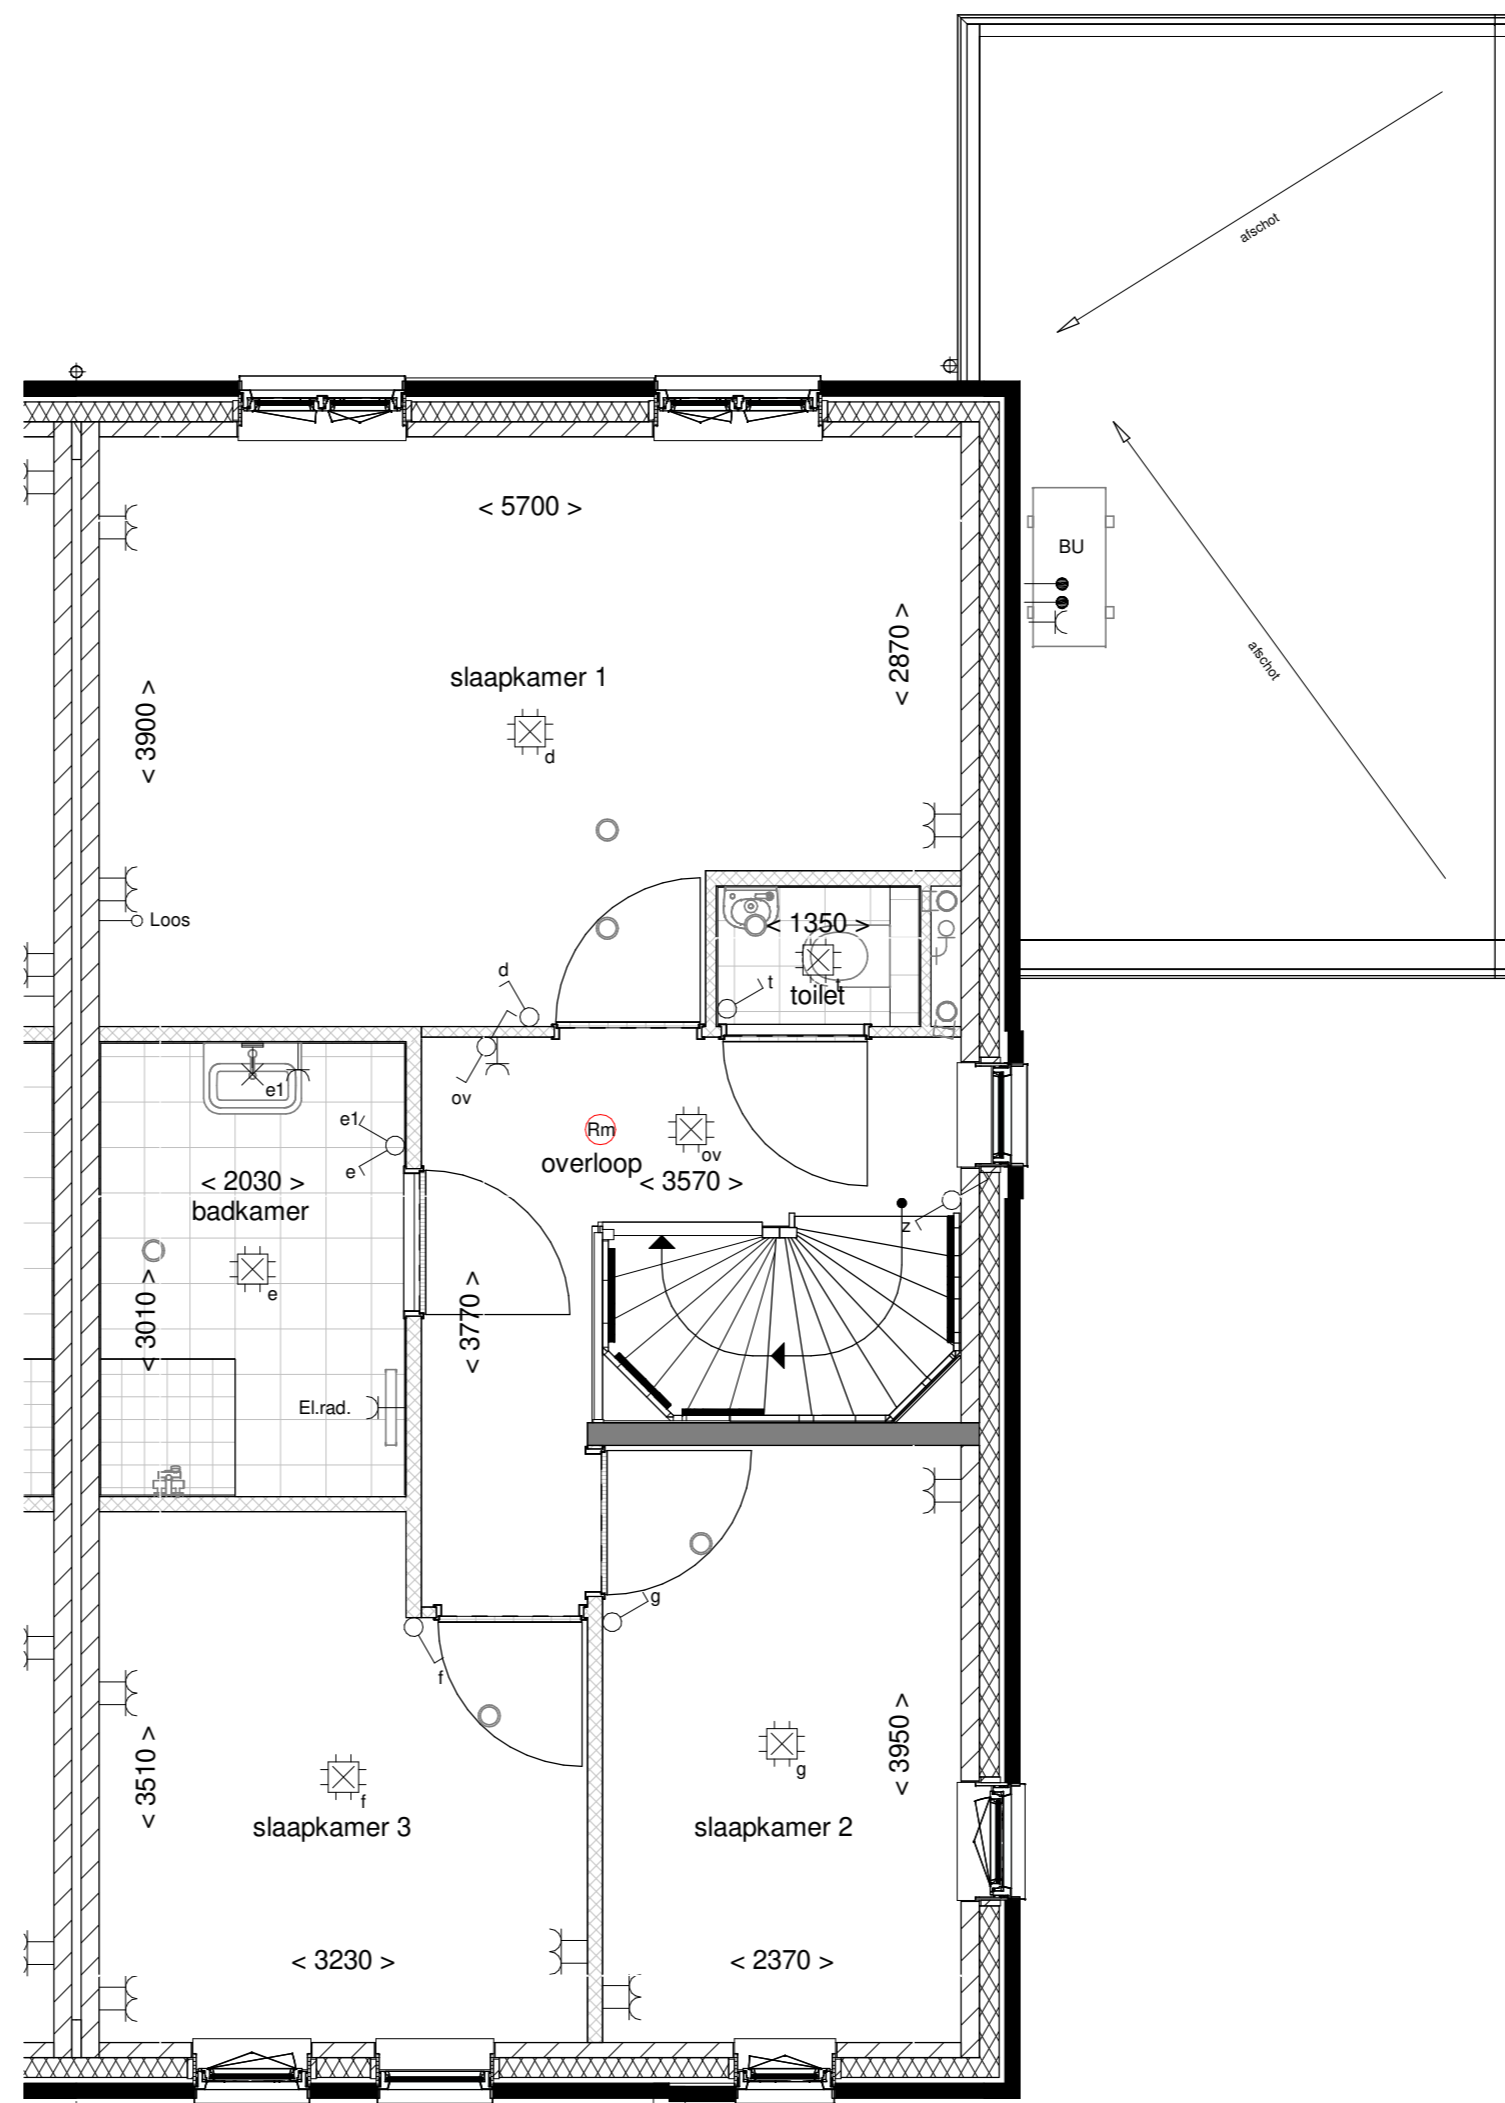 afschot
< 5700 >
BU
< 2870 >
afschot
slaapkamer 1
< 3900 >
d
Loos
< 1350 >
d
t
t
toilet
e1
ov
e1
Rm
ov
overloop
e
< 2030 >
< 3570 >
badkamer
z
e
< 3010 >
< 3770 >
El.rad.
g
f
< 3950 >
< 3510 >
g
f
slaapkamer 3
slaapkamer 2
< 3230 >
< 2370 >